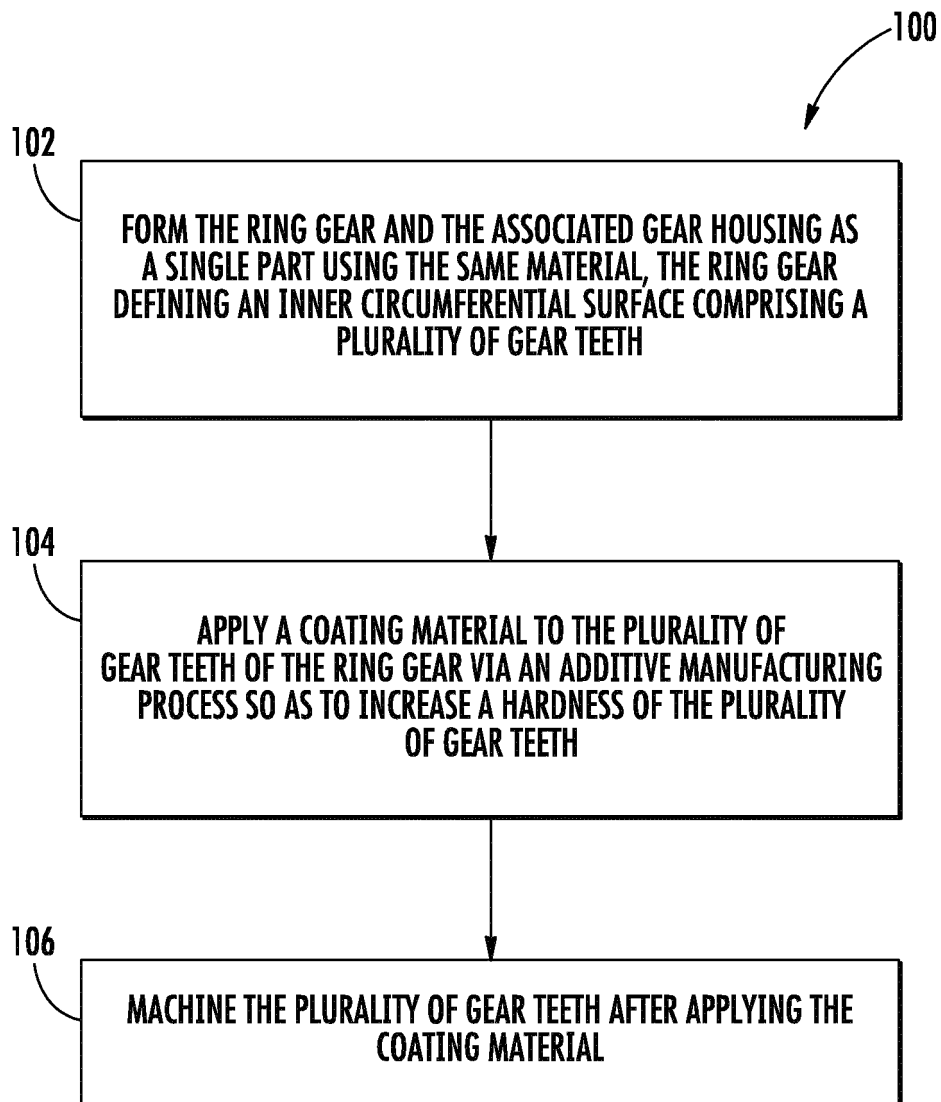 100
102
FORM THE RING GEAR AND THE ASSOCIATED GEAR HOUSING AS
A SINGLE PART USING THE SAME MATERIAL, THE RING GEAR
DEFINING AN INNER CIRCUMFERENTIAL SURFACE COMPRISING A
PLURALITY OF GEAR TEETH
104
APPLY A COATING MATERIAL TO THE PLURALITY OF
GEAR TEETH OF THE RING GEAR VIA AN ADDITIVE MANUFACTURING
PROCESS SO AS TO INCREASE A HARDNESS OF THE PLURALITY
OF GEAR TEETH
106
MACHINE THE PLURALITY OF GEAR TEETH AFTER APPLYING THE
COATING MATERIAL